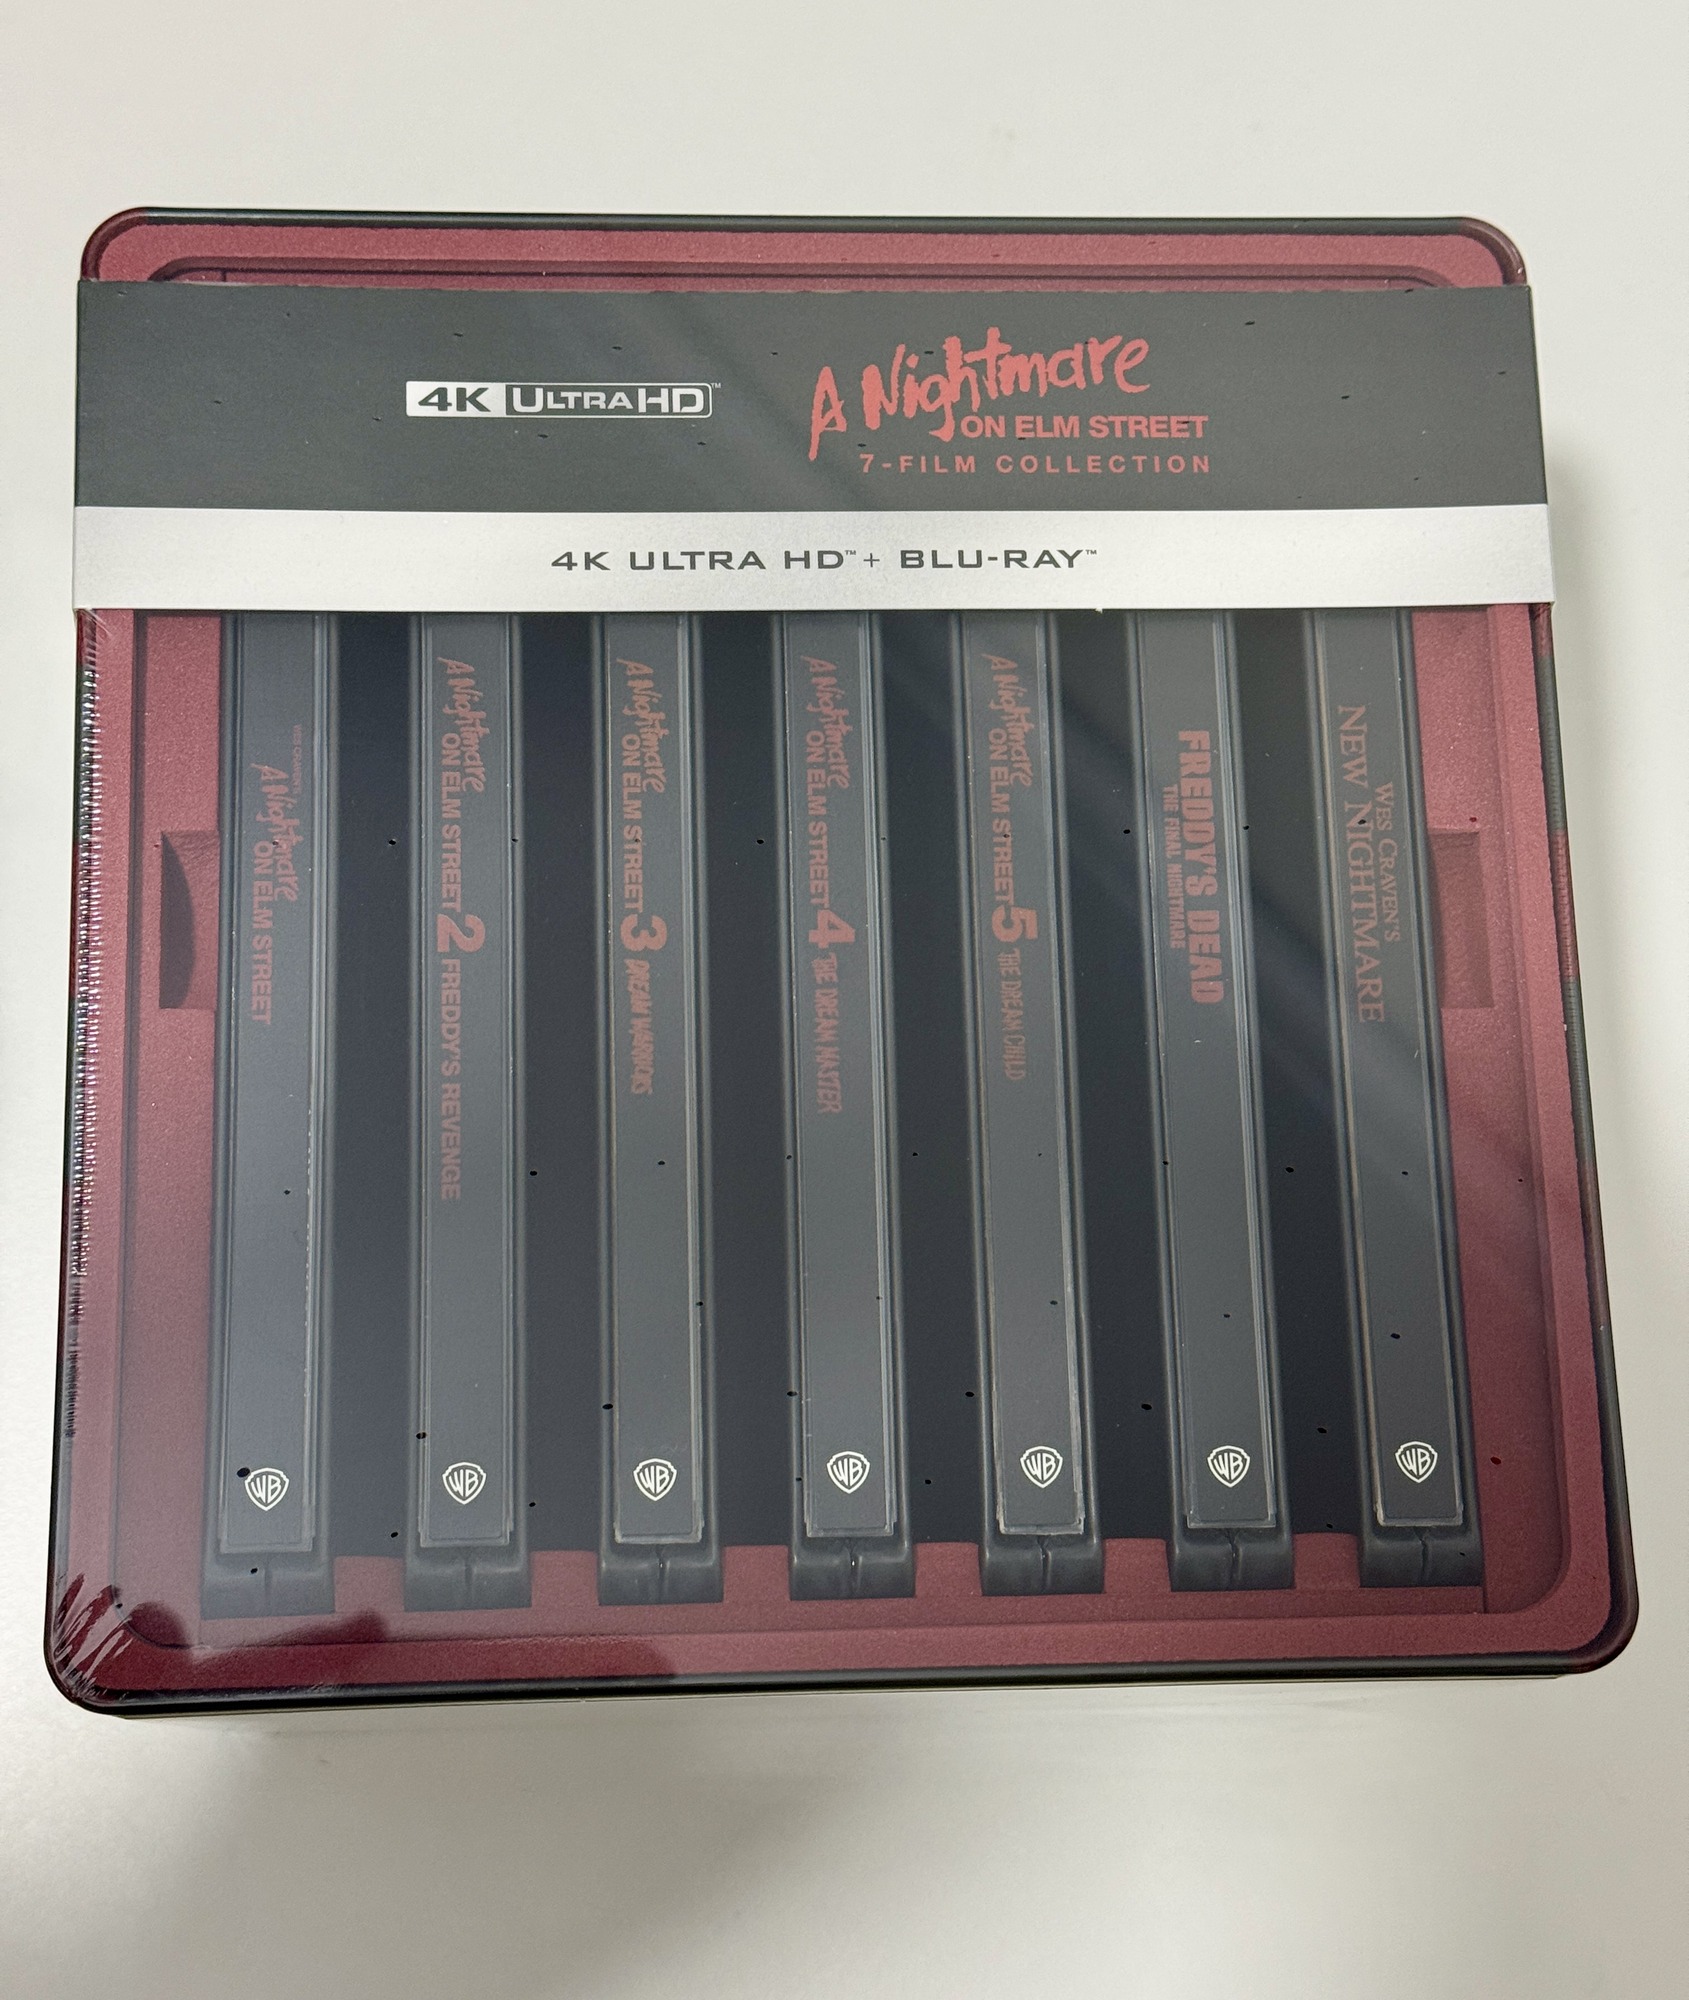 4K ULTRA HD™
A Nightmare
ON ELM STREET
7-FILM COLLECTION
4K ULTRA HD™ + BLU-RAY™
WES CRAVEN'S
A Nightmare
ON ELM STREET
WB
A Nightmare
ON ELM STREET 2 FREDDY'S REVENGE
WB
A Nightmare
ON ELM STREET 3 DREAM WARRIORS
WB
A Nightmare
ON ELM STREET 4 THE DREAM MASTER
WB
A Nightmare
ON ELM STREET 5 THE DREAM CHILD
WB
FREDDY'S DEAD
THE FINAL NIGHTMARE
WB
WES CRAVEN'S
NEW NIGHTMARE
WB